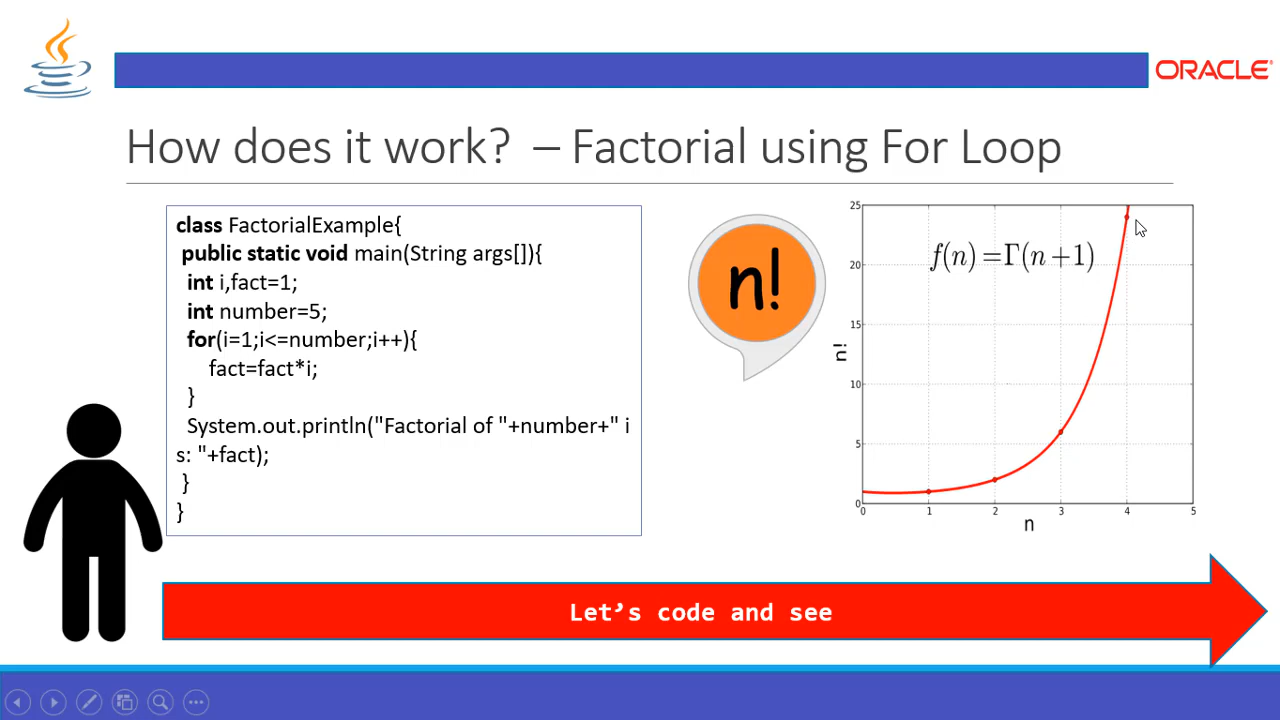 ORACLE
How does it work? – Factorial using For Loop
class FactorialExample{
public static void main(String args[]){
int i,fact=1;
int number=5;
for(i=1;i<=number;i++){
fact=fact*i;
}
System.out.println("Factorial of "+number+" i
s: "+fact);
}
}
n!
f(n) =Γ(n+1)
n!
25
20
15
10
5
0
0 1 2 3 4 5
n
Let’s code and see